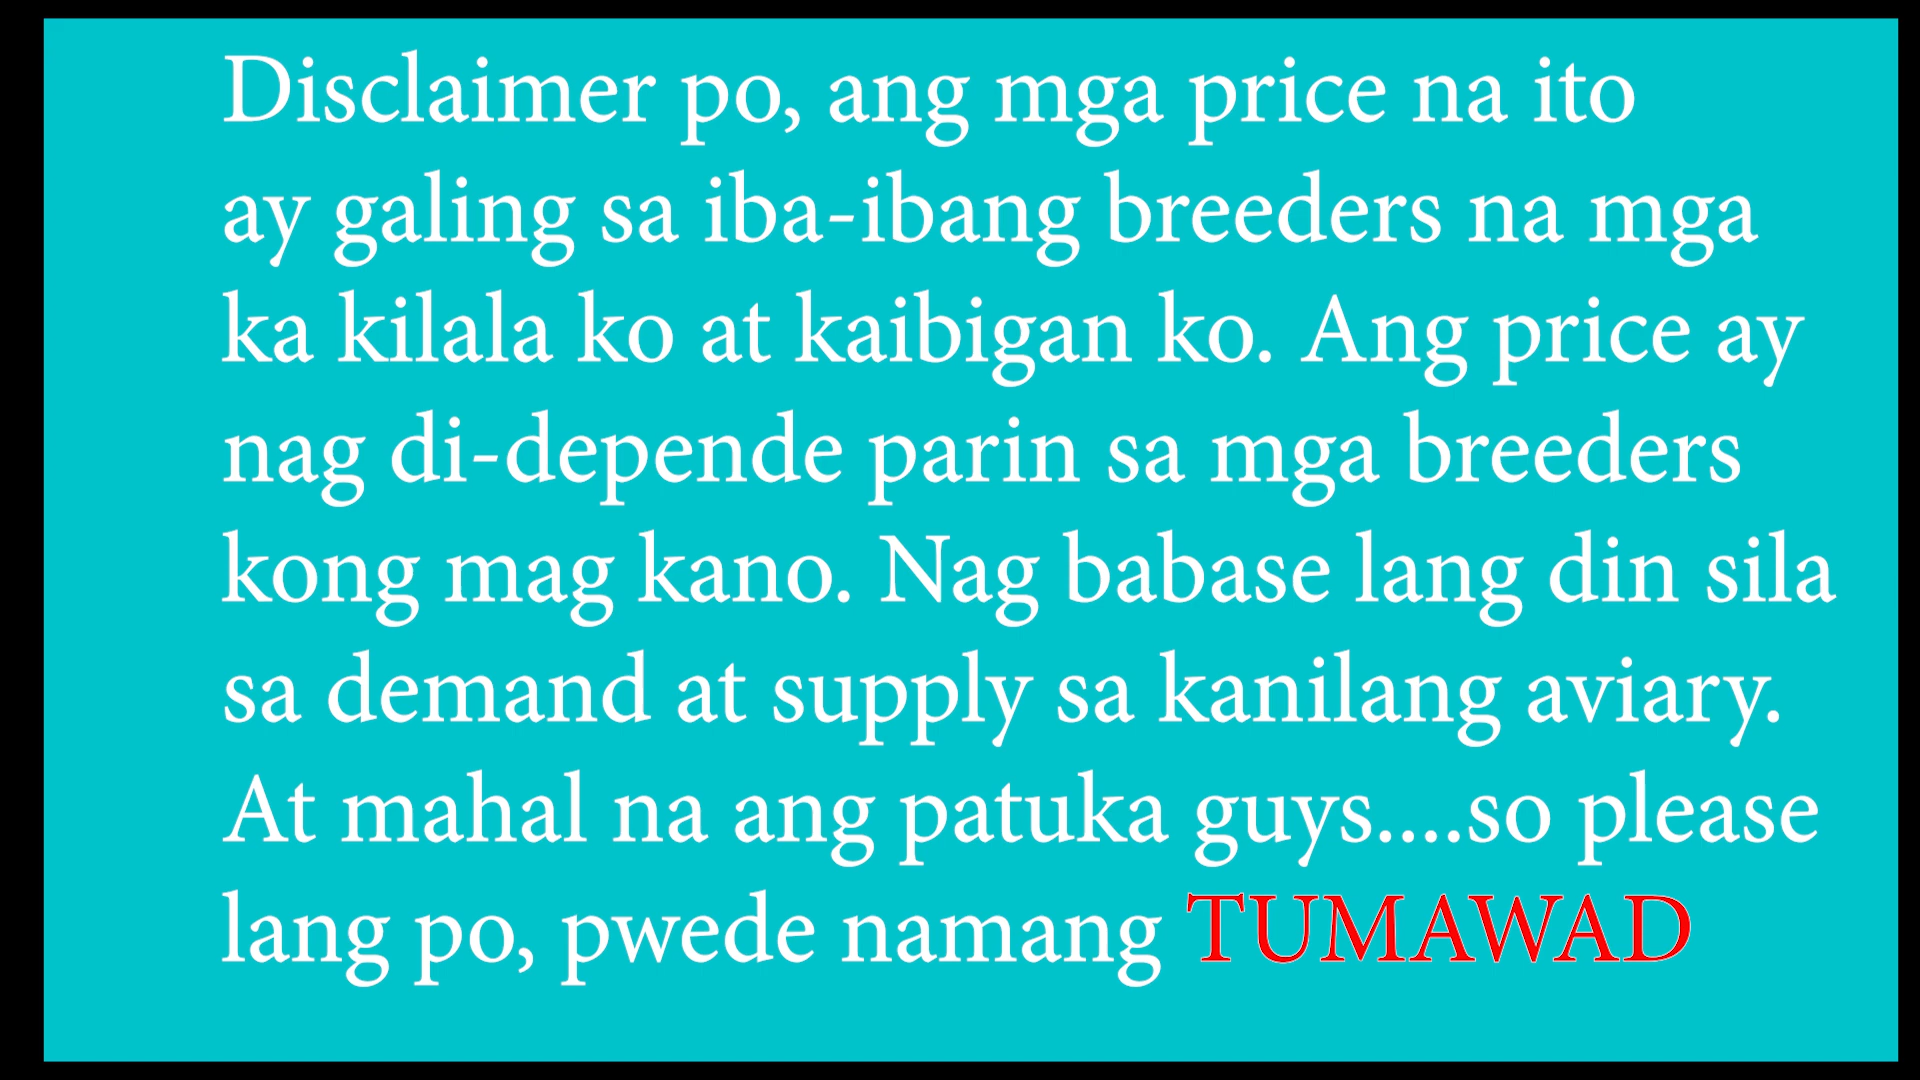 Disclaimer po, ang mga price na ito
ay galing sa iba-ibang breeders na mga
ka kilala ko at kaibigan ko. Ang price ay
nag di-depende parin sa mga breeders
kong mag kano. Nag babase lang din sila
sa demand at supply sa kanilang aviary.
At mahal na ang patuka guys....so please
lang po, pwede namang TUMAWAD